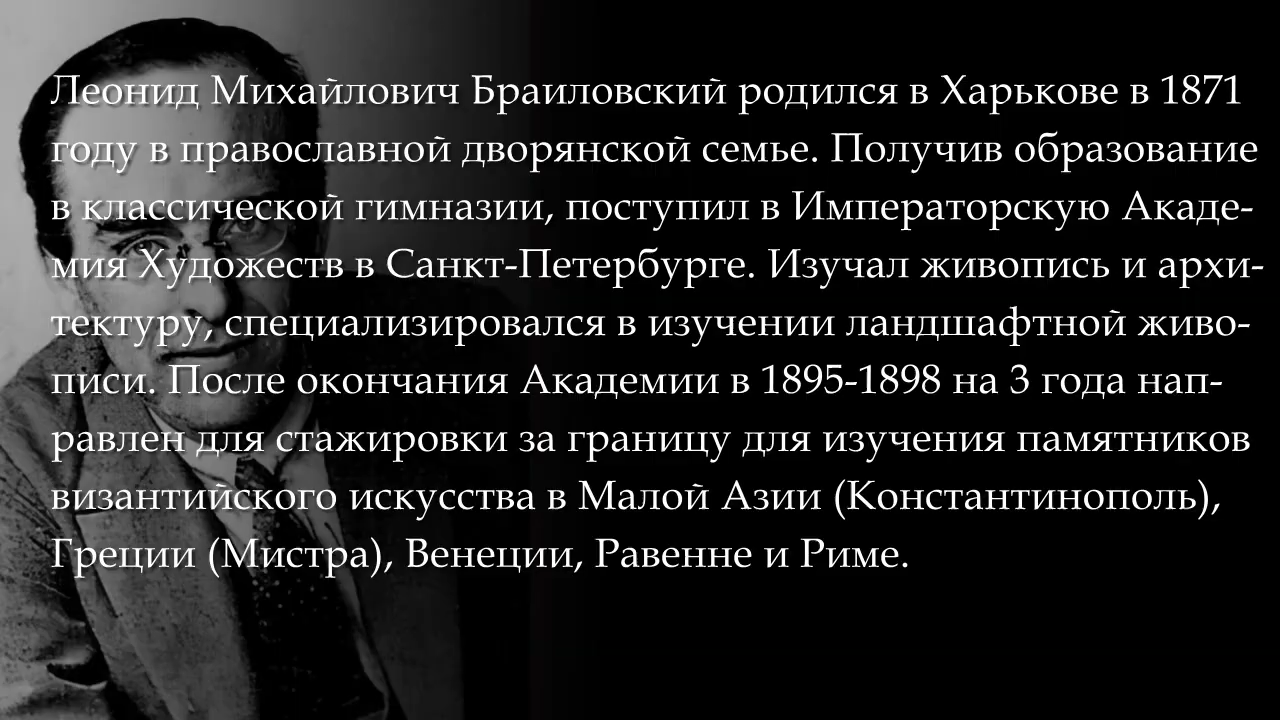 Леонид Михайлович Браиловский родился в Харькове в 1871
году в православной дворянской семье. Получив образование
в классической гимназии, поступил в Императорскую Акаде-
мия Художеств в Санкт-Петербурге. Изучал живопись и архи-
тектуру, специализировался в изучении ландшафтной живо-
писи. После окончания Академии в 1895-1898 на 3 года нап-
равлен для стажировки за границу для изучения памятников
византийского искусства в Малой Азии (Константинополь),
Греции (Мистра), Венеции, Равенне и Риме.